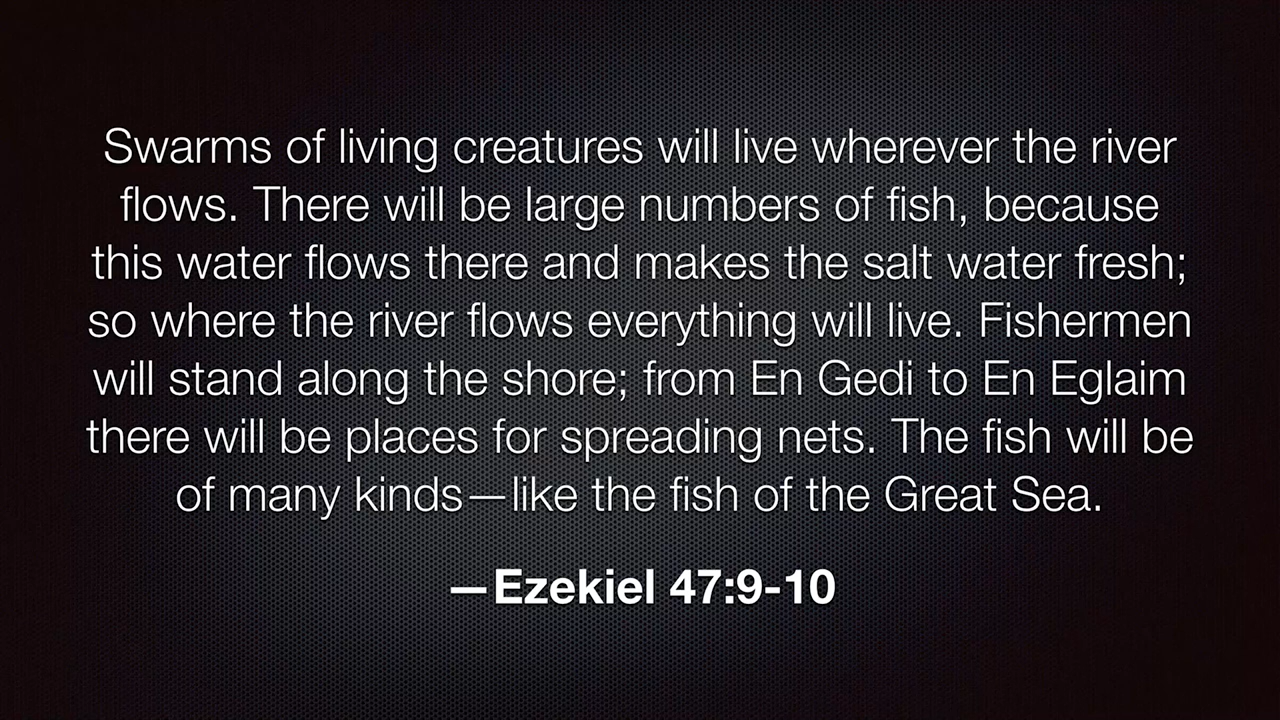 Swarms of living creatures will live wherever the river
flows. There will be large numbers of fish, because
this water flows there and makes the salt water fresh;
so where the river flows everything will live. Fishermen
will stand along the shore; from En Gedi to En Eglaim
there will be places for spreading nets. The fish will be
of many kinds—like the fish of the Great Sea.
—Ezekiel 47:9-10